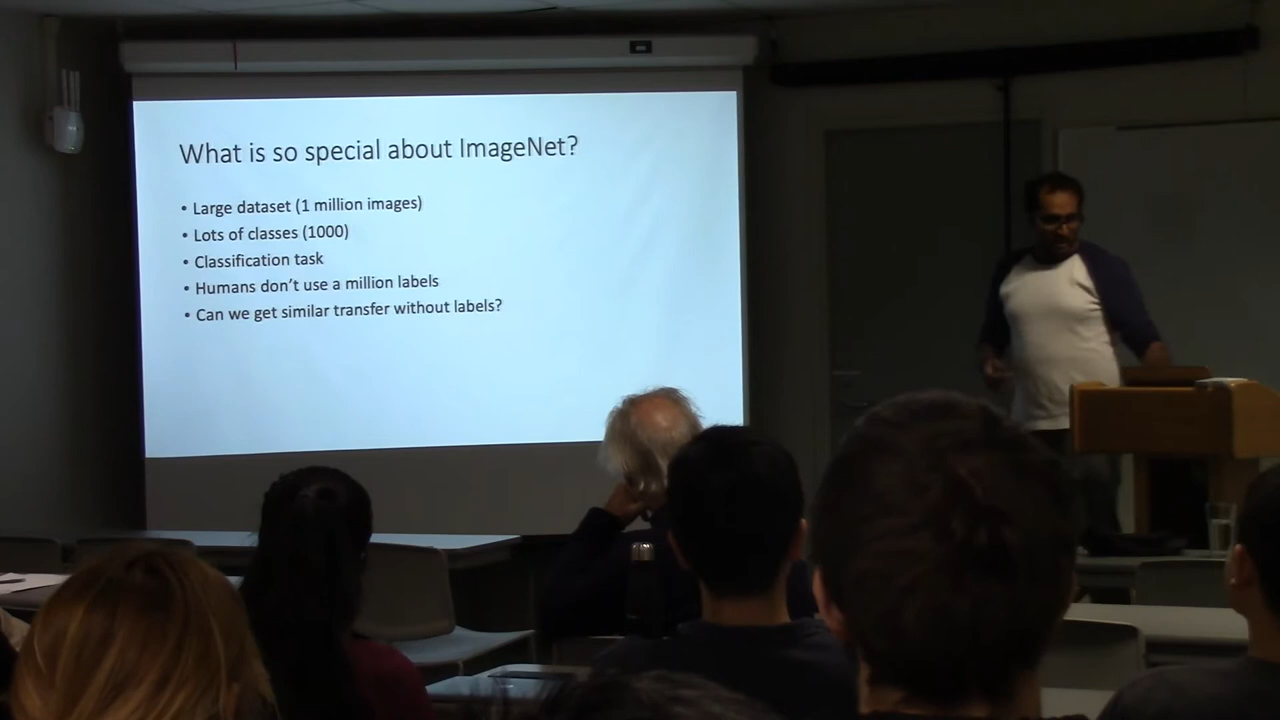 What is so special about ImageNet?
• Large dataset (1 million images)
• Lots of classes (1000)
• Classification task
• Humans don't use a million labels
• Can we get similar transfer without labels?